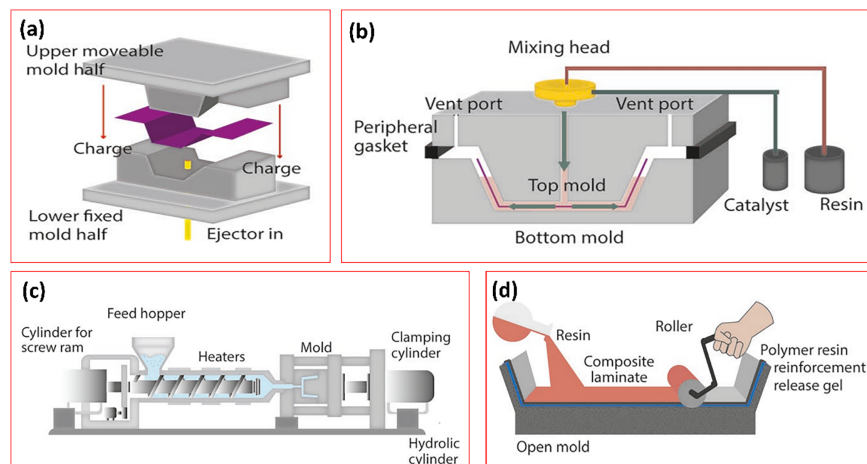 (a)
Upper moveable
mold half
Charge
Charge
Lower fixed
mold half
Ejector in
(b)
Mixing head
Vent port
Vent port
Peripheral
gasket
Top mold
Catalyst
Resin
Bottom mold
(c)
Feed hopper
Cylinder for
screw ram
Heaters
Mold
Clamping
cylinder
Hydrolic
cylinder
(d)
Resin
Roller
Composite
laminate
Polymer resin
reinforcement
release gel
Open mold